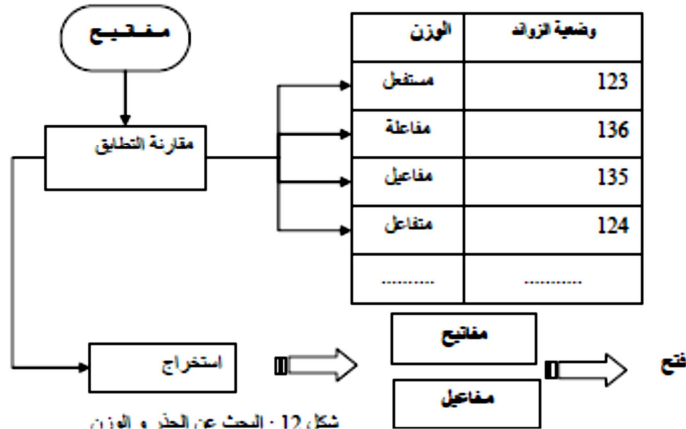 مفاتيح
الوزن
وضعية الزوائد
مستفعل
123
مقارنة التطابق
مفاعلة
136
مفاعيل
135
متفاعل
124
..........
...........
استخراج
مفاتيح
مفاعيل
فتح
شكل 12 : البحث عن الجذر و الوزن